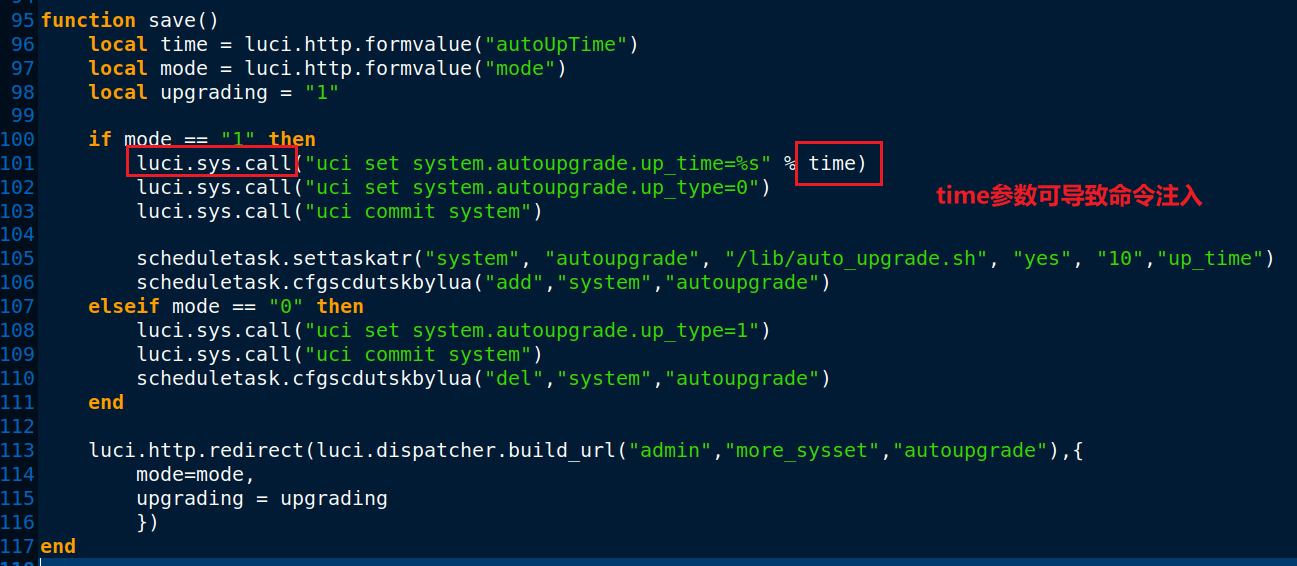 95 function save()
96     local time = luci.http.formvalue("autoUpTime")
97     local mode = luci.http.formvalue("mode")
98     local upgrading = "1"
99
100     if mode == "1" then
101         luci.sys.call("uci set system.autoupgrade.up_time=%s" % time)
102         luci.sys.call("uci set system.autoupgrade.up_type=0")
time参数可导致命令注入
103         luci.sys.call("uci commit system")
104
105         scheduletask.settaskatr("system", "autoupgrade", "/lib/auto_upgrade.sh", "yes", "10","up_time")
106         scheduletask.cfgscdutskbylua("add","system","autoupgrade")
107     elseif mode == "0" then
108         luci.sys.call("uci set system.autoupgrade.up_type=1")
109         luci.sys.call("uci commit system")
110         scheduletask.cfgscdutskbylua("del","system","autoupgrade")
111     end
112
113     luci.http.redirect(luci.dispatcher.build_url("admin","more_sysset","autoupgrade"),{
114         mode=mode,
115         upgrading = upgrading
116         })
117 end